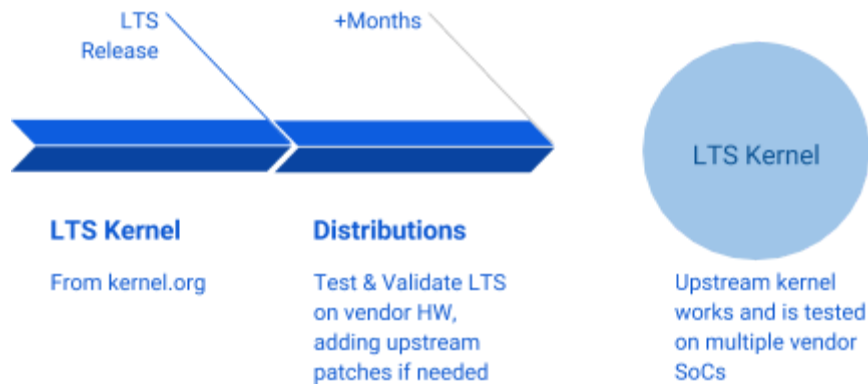 LTS
Release
+Months
LTS Kernel
LTS Kernel
From kernel.org
Distributions
Test & Validate LTS
on vendor HW,
adding upstream
patches if needed
Upstream kernel
works and is tested
on multiple vendor
SoCs